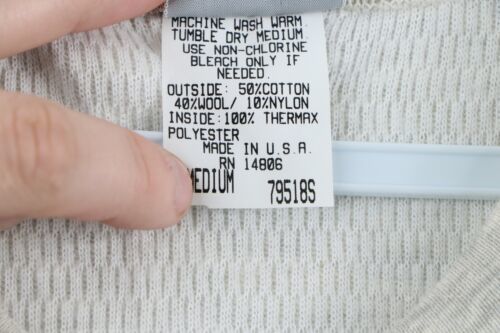 MACHINE WASH WARM
TUMBLE DRY MEDIUM.
USE NON-CHLORINE
BLEACH ONLY IF
NEEDED.
OUTSIDE: 50%COTTON
40%WOOL/ 10%NYLON
INSIDE: 100% THERMAX
POLYESTER
MADE IN U.S.A.
RN 14806
MEDIUM 79518S